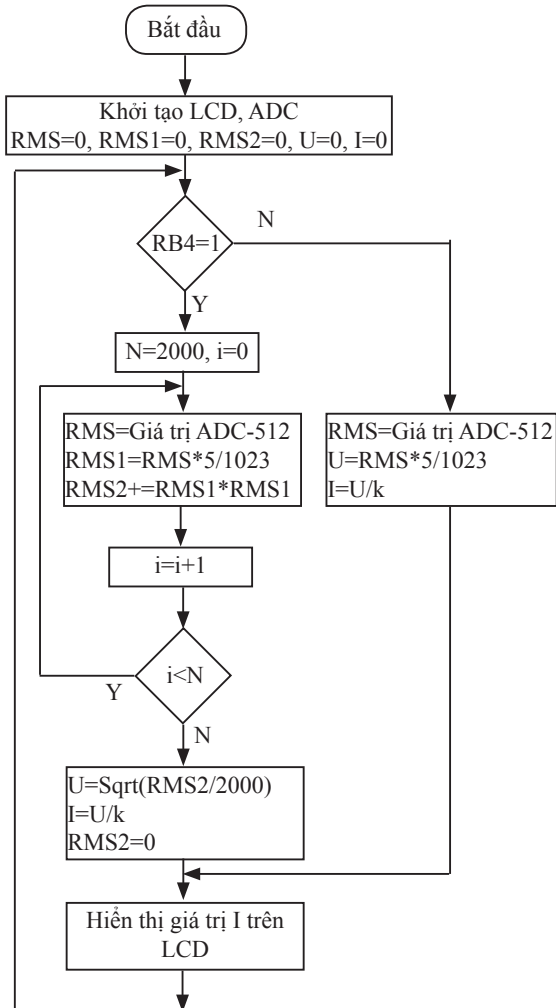 Bắt đầu
Khởi tạo LCD, ADC
RMS=0, RMS1=0, RMS2=0, U=0, I=0
RB4=1
N
Y
N=2000, i=0
RMS=Giá trị ADC-512
RMS1=RMS*5/1023
RMS2+=RMS1*RMS1
RMS=Giá trị ADC-512
U=RMS*5/1023
I=U/k
i=i+1
i<N
Y
N
U=Sqrt(RMS2/2000)
I=U/k
RMS2=0
Hiển thị giá trị I trên
LCD